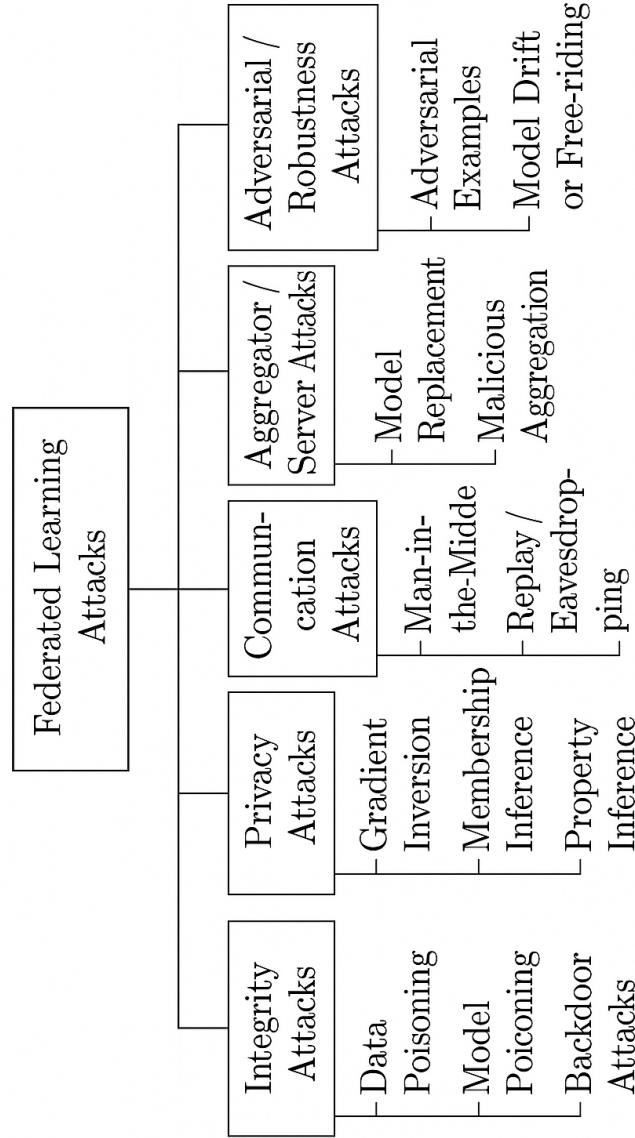 Federated Learning
Attacks
Integrity
Attacks
Data
Poisoning
Model
Poiconing
Backdoor
Attacks
Privacy
Attacks
Gradient
Inversion
Membership
Inference
Property
Inference
Commun-
cation
Attacks
Man-in-
the-Midde
Replay /
Eavesdrop-
ping
Aggregator /
Server Attacks
Model
Replacement
Malicious
Aggregation
Adversarial /
Robustness
Attacks
Adversarial
Examples
Model Drift
or Free-riding